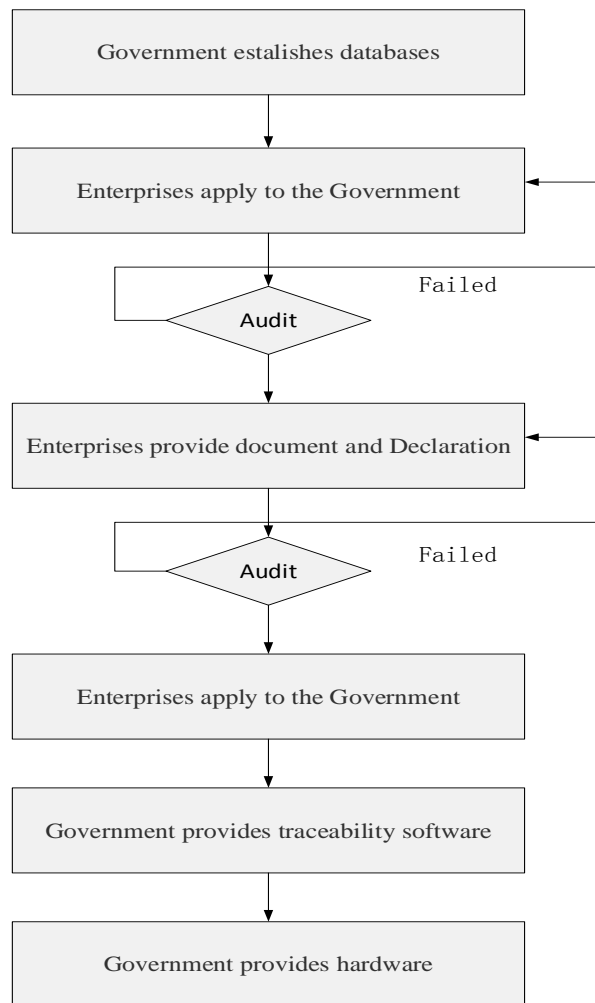 Government estalishes databases
Enterprises apply to the Government
Failed
Audit
Enterprises provide document and Declaration
Failed
Audit
Enterprises apply to the Government
Government provides traceability software
Government provides hardware